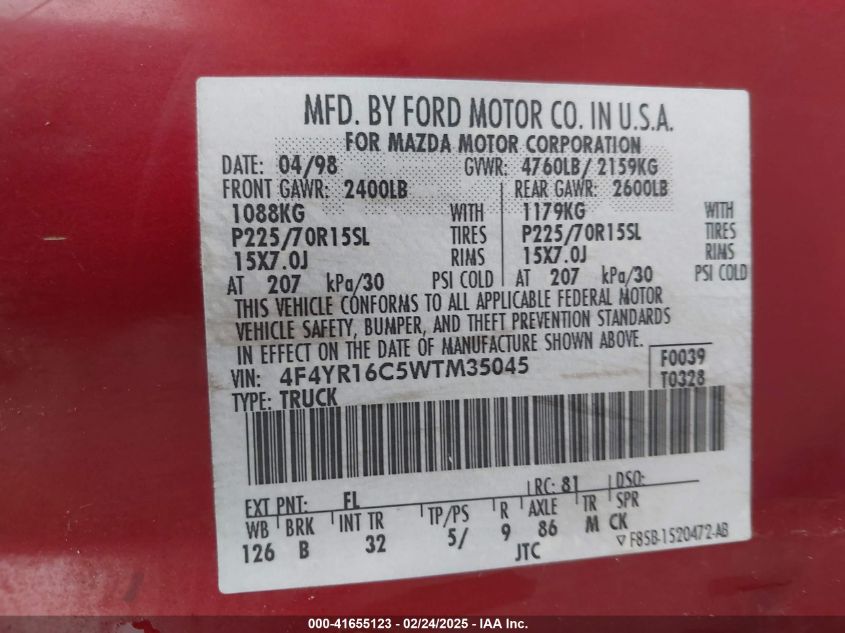 MFD. BY FORD MOTOR CO. IN U.S.A.
FOR MAZDA MOTOR CORPORATION
DATE: 04/98 GVWR: 4760LB/ 2159KG
FRONT GAWR: 2400LB REAR GAWR: 2600LB
1088KG WITH 1179KG WITH
P225/70R15SL TIRES P225/70R15SL TIRES
15X7.0J RIMS 15X7.0J RIMS
AT 207 kPa/30 PSI COLD AT 207 kPa/30 PSI COLD
THIS VEHICLE CONFORMS TO ALL APPLICABLE FEDERAL MOTOR
VEHICLE SAFETY, BUMPER, AND THEFT PREVENTION STANDARDS
IN EFFECT ON THE DATE OF MANUFACTURE SHOWN ABOVE.
VIN: 4F4YR16C5WTM35045 F0039
TYPE: TRUCK T0328
EXT PNT: FL RC: 81 DSO:
WB BRK INT TR TP/PS R AXLE TR SPR
126 B 32 5/ 9 86 M CK
JTC ▽ F85B-1520472-AB
000-41655123 - 02/24/2025 - IAA Inc.